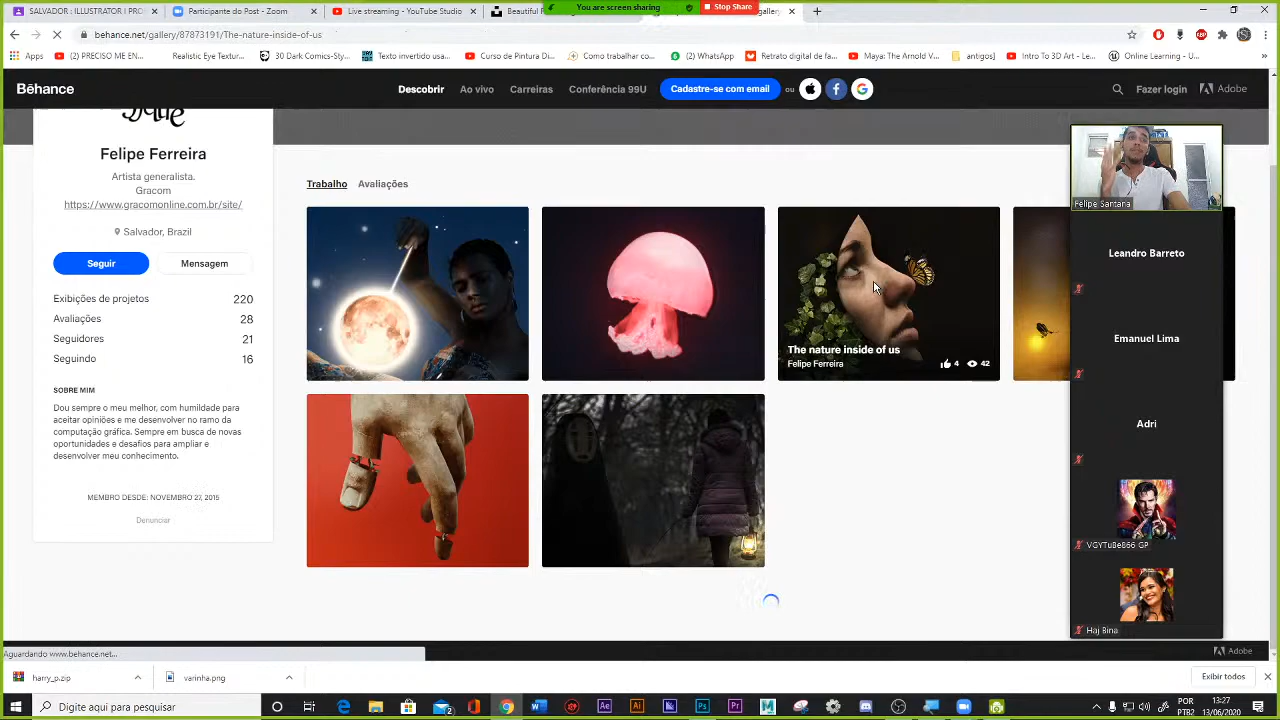 SALVADOR : ILLUSTRATOR I PRO
Participante do Post - Zoom
Live streaming - YouTube Studio
Beautiful
You are screen sharing
Stop Share
gallery
behance.net/gallery/87873191/The-nature-inside-of-us
Apps
(2) PRECISO ME EN...
Realistic Eye Textur...
30 Dark Comics-Sty...
Texto invertido usa...
Curso de Direito - V...
Como trabalhar co...
(2) WhatsApp
Retrato digital de fa...
Maya: The Arnold V...
antigos]
Intro To 3D Art - Le...
Online Learning - U...
Bēhance
Descobrir
Ao vivo
Carreiras
Conferência 99U
Cadastre-se com email
ou
Fazer login
Adobe
Felipe Ferreira
Artista generalista.
Gracom
https://www.gracomonline.com.br/site/
Salvador, Brazil
Seguir
Mensagem
Exibições de projetos 220
Avaliações 28
Seguidores 21
Seguindo 16
SOBRE MIM
Dou sempre o meu melhor, com humildade para
aceitar opiniões e me desenvolver no ramo da
computação gráfica. Sempre em busca de novas
oportunidades e desafios para ampliar e
desenvolver meu conhecimento.
MEMBRO DESDE: NOVEMBRO 27, 2015
Denunciar
Trabalho
Avaliações
The nature inside of us
Felipe Ferreira
4
42
Felipe Santana
Leandro Barreto
Emanuel Lima
Adri
VGYTuBe866 GP
Haj Bina
Adobe
Aguardando www.behance.net...
harry_p.zip
varinha.png
Exibir todos
Digite aqui para pesquisar
POR
PTB2
13:27
13/06/2020